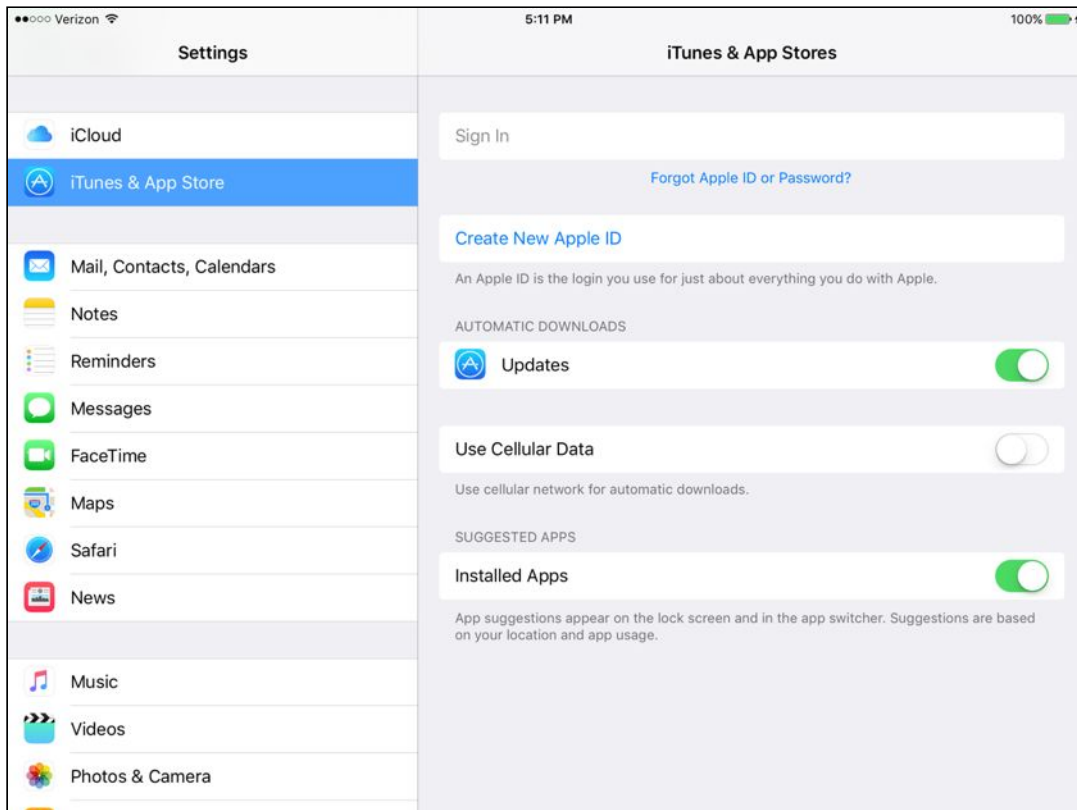 Verizon 5:11 PM 100%
Settings
iTunes & App Stores
iCloud
iTunes & App Store
Mail, Contacts, Calendars
Notes
Reminders
Messages
FaceTime
Maps
Safari
News
Music
Videos
Photos & Camera
Sign In
Forgot Apple ID or Password?
Create New Apple ID
An Apple ID is the login you use for just about everything you do with Apple.
AUTOMATIC DOWNLOADS
Updates
Use Cellular Data
Use cellular network for automatic downloads.
SUGGESTED APPS
Installed Apps
App suggestions appear on the lock screen and in the app switcher. Suggestions are based
on your location and app usage.